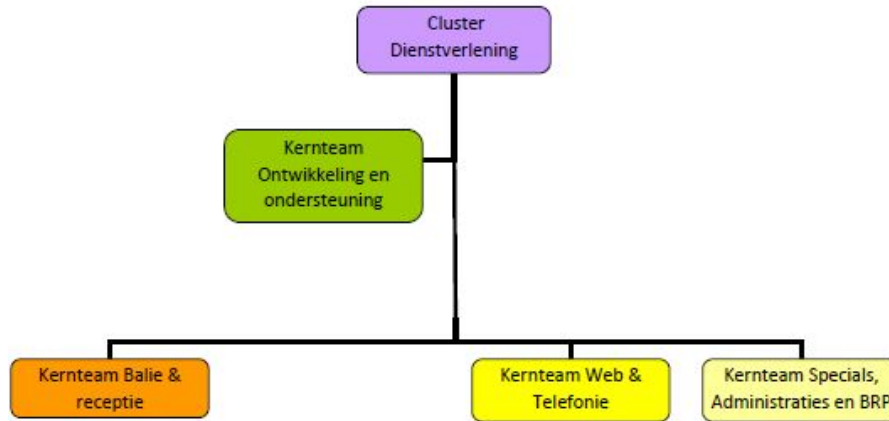 Cluster
Dienstverlening
Kernteam
Ontwikkeling en
ondersteuning
Kernteam Balie &
receptie
Kernteam Web &
Telefonie
Kernteam Specials,
Administraties en BRP